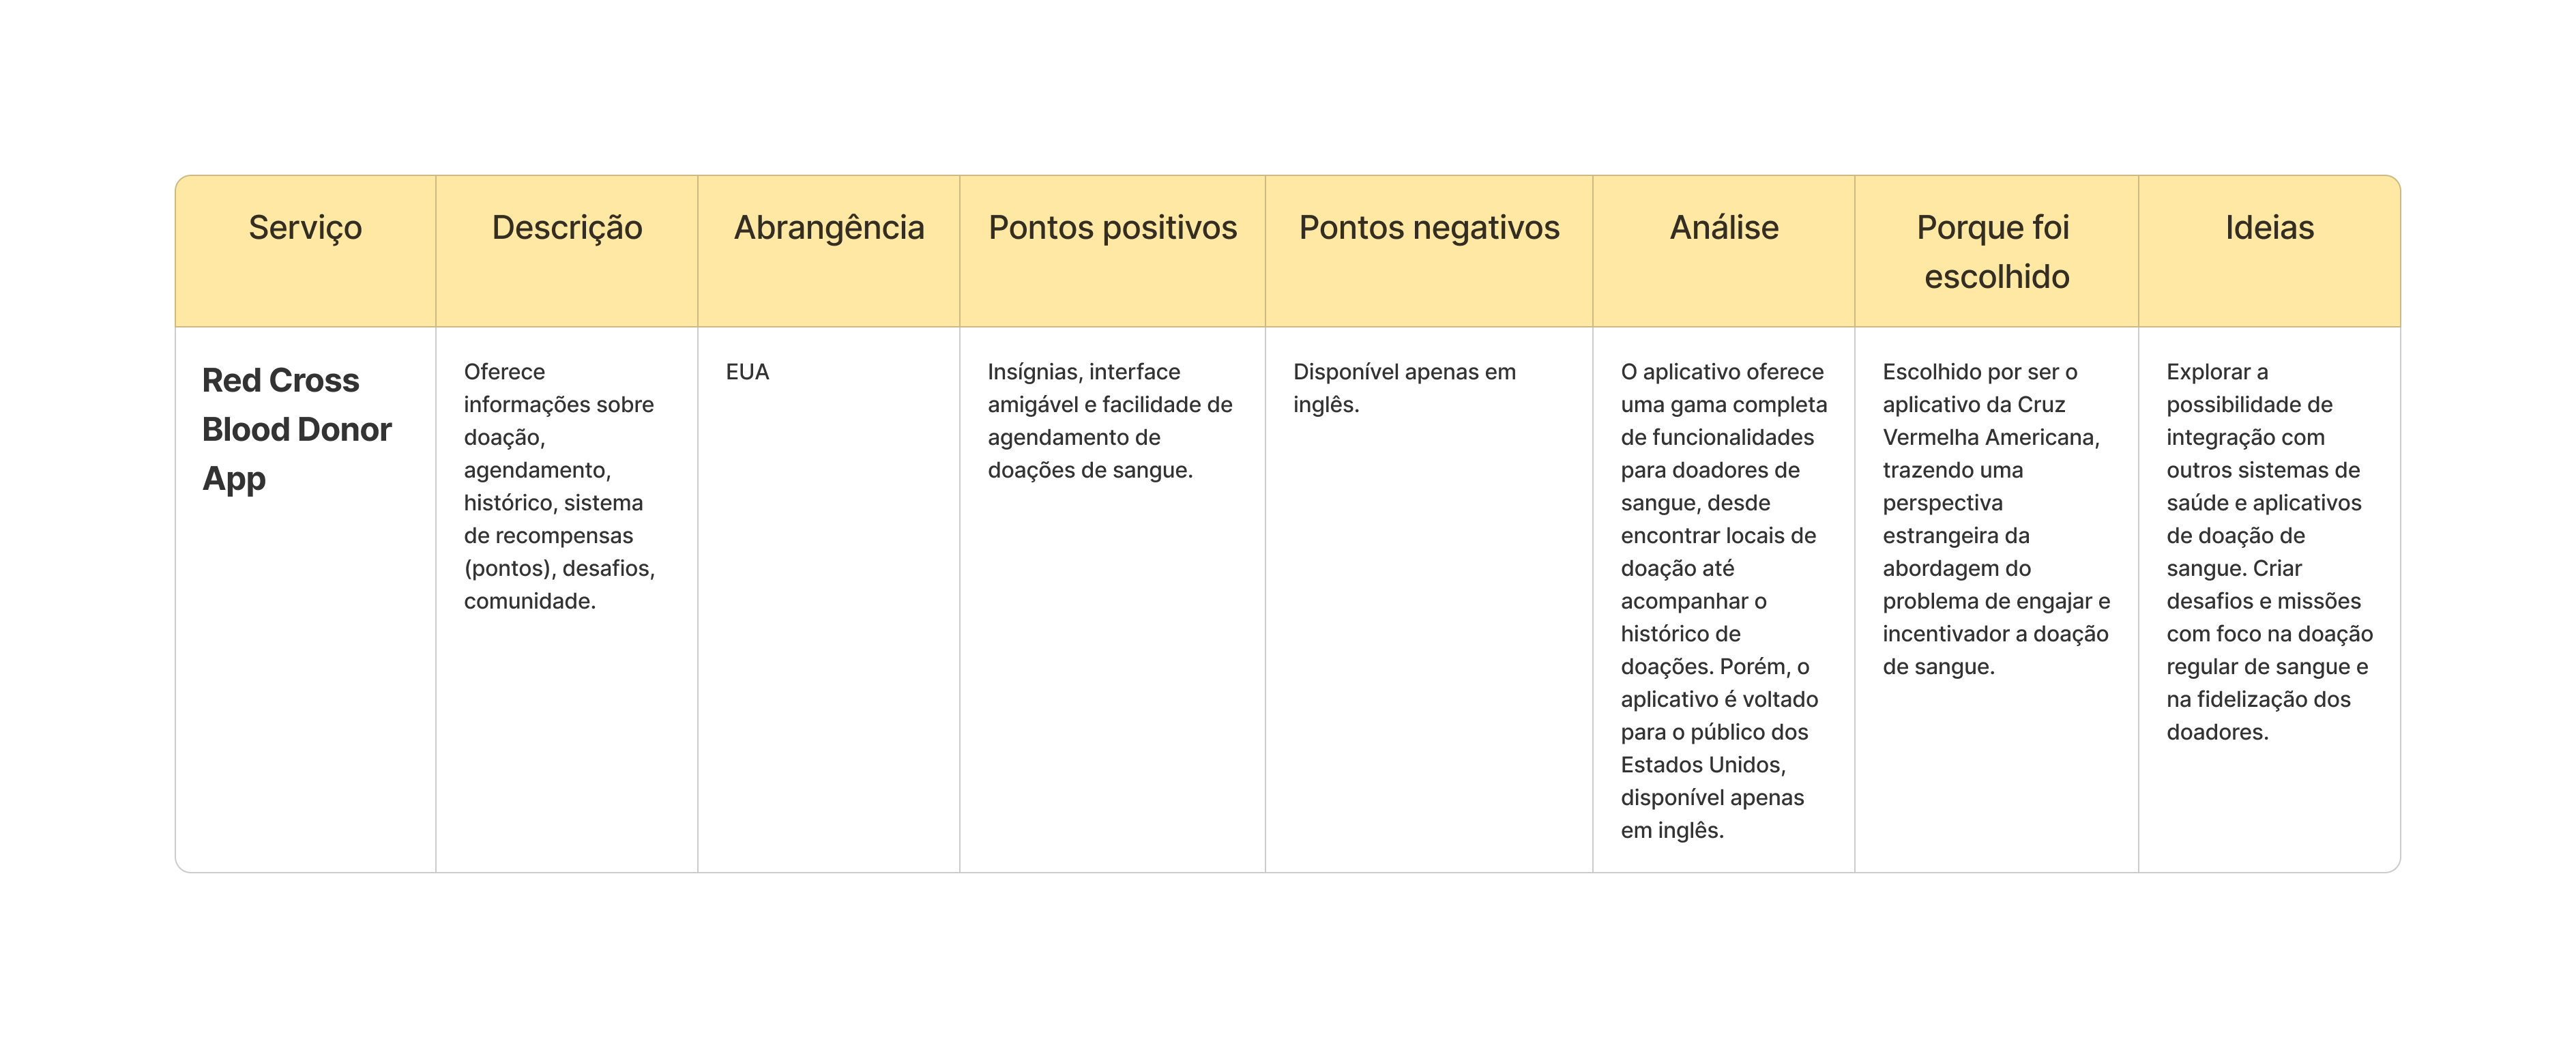 Serviço
Descrição
Abrangência
Pontos positivos
Pontos negativos
Análise
Porque foi
escolhido
Ideias
Red Cross
Blood Donor
App
Oferece
informações sobre
doação,
agendamento,
histórico, sistema
de recompensas
(pontos), desafios,
comunidade.
EUA
Insígnias, interface
amigável e facilidade de
agendamento de
doações de sangue.
Disponível apenas em
inglês.
O aplicativo oferece
uma gama completa
de funcionalidades
para doadores de
sangue, desde
encontrar locais de
doação até
acompanhar o
histórico de
doações. Porém, o
aplicativo é voltado
para o público dos
Estados Unidos,
disponível apenas
em inglês.
Escolhido por ser o
aplicativo da Cruz
Vermelha Americana,
trazendo uma
perspectiva
estrangeira da
abordagem do
problema de engajar e
incentivador a doação
de sangue.
Explorar a
possibilidade de
integração com
outros sistemas de
saúde e aplicativos
de doação de
sangue. Criar
desafios e missões
com foco na doação
regular de sangue e
na fidelização dos
doadores.